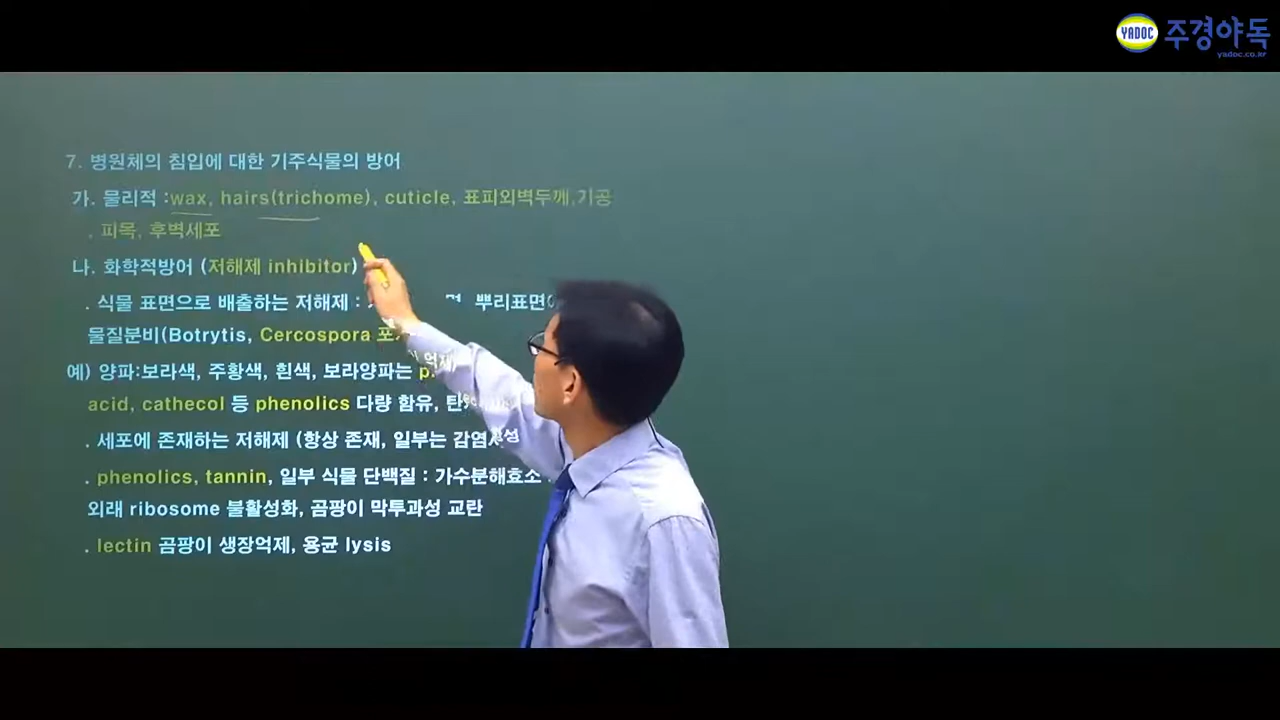 YADOC 주경야독
yadoc.co.kr
7. 병원체의 침입에 대한 기주식물의 방어
가. 물리적 :wax, hairs(trichome), cuticle, 표피외벽두께,기공
. 피목, 후벽세포
나. 화학적방어 (저해제 inhibitor)
. 식물 표면으로 배출하는 저해제 : 뿌리표면
물질분비(Botrytis, Cercospora
예) 양파:보라색, 주황색, 흰색, 보라양파는
acid, cathecol 등 phenolics 다량 함유,
. 세포에 존재하는 저해제 (항상 존재, 일부는
. phenolics, tannin, 일부 식물 단백질 : 가수분해효소
외래 ribosome 불활성화, 곰팡이 막투과성 교란
. lectin 곰팡이 생장억제, 용균 lysis